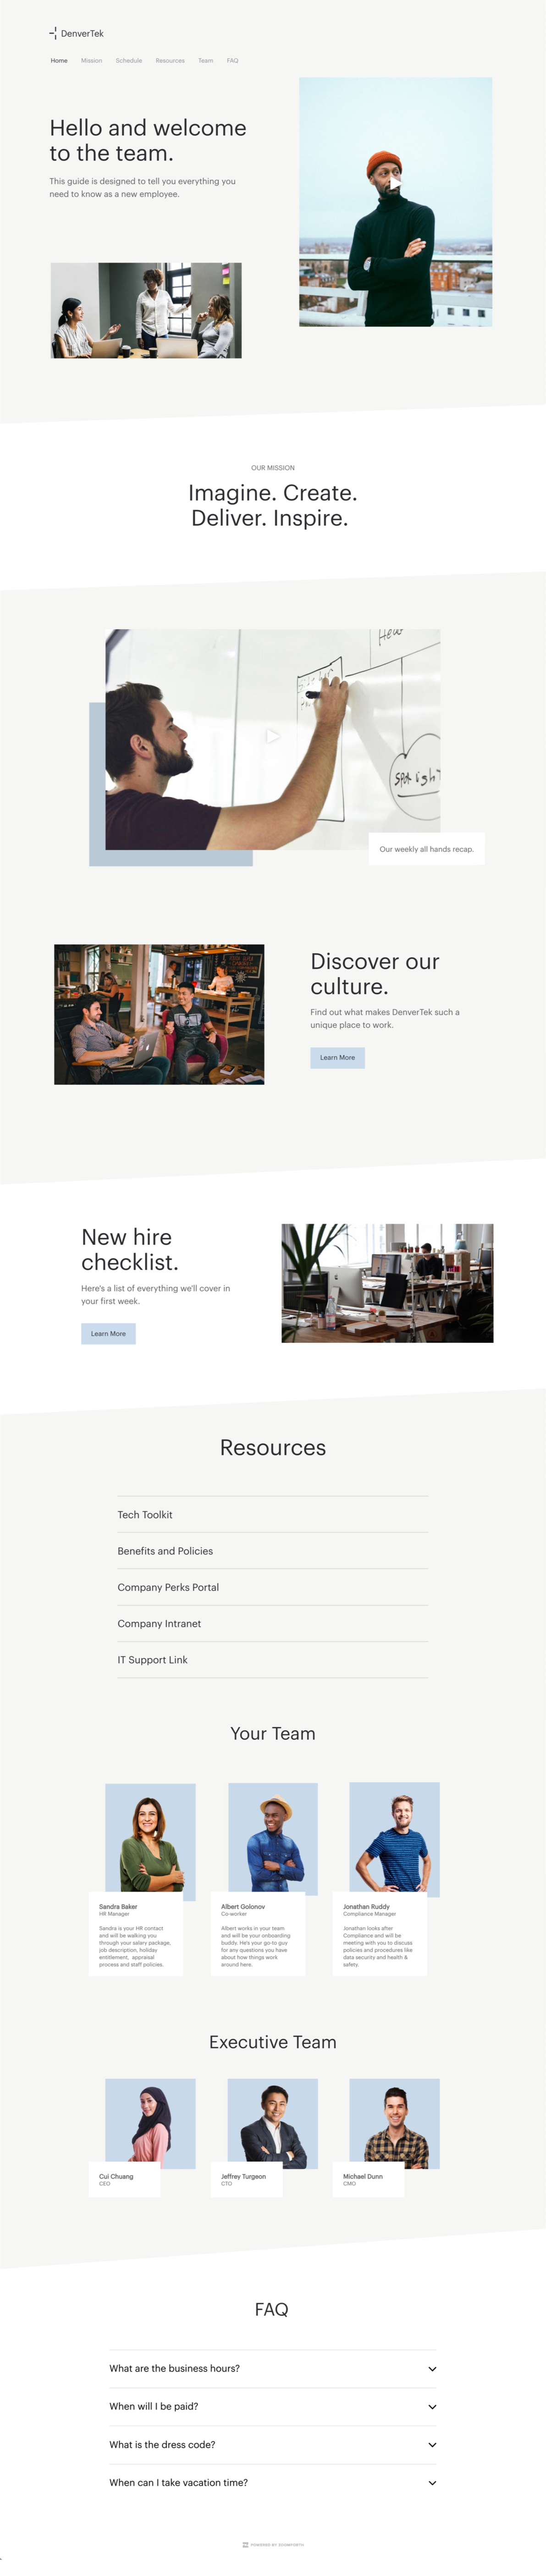 DenverTek
Home Mission Schedule Resources Team FAQ
Hello and welcome
to the team.
This guide is designed to tell you everything you
need to know as a new employee.
OUR MISSION
Imagine. Create.
Deliver. Inspire.
Our weekly all hands recap.
Discover our
culture.
Find out what makes DenverTek such a
unique place to work.
Learn More
New hire
checklist.
Here's a list of everything we'll cover in
your first week.
Learn More
Resources
Tech Toolkit
Benefits and Policies
Company Perks Portal
Company Intranet
IT Support Link
Your Team
Sandra Baker
HR Manager
Sandra is your HR contact
and will be walking you
through your salary package,
job description, holiday
entitlement, appraisal
process and staff policies.
Albert Golonov
Co-worker
Albert works in your team
and will be your onboarding
buddy. He's your go-to guy
for any questions you have
about how things work
around here.
Jonathan Ruddy
Compliance Manager
Jonathan looks after
Compliance and will be
meeting with you to discuss
policies and procedures like
data security and health &
safety.
Executive Team
Cui Chuang
CEO
Jeffrey Turgeon
CTO
Michael Dunn
CMO
FAQ
What are the business hours?
When will I be paid?
What is the dress code?
When can I take vacation time?
POWERED BY ZOOMFORTH